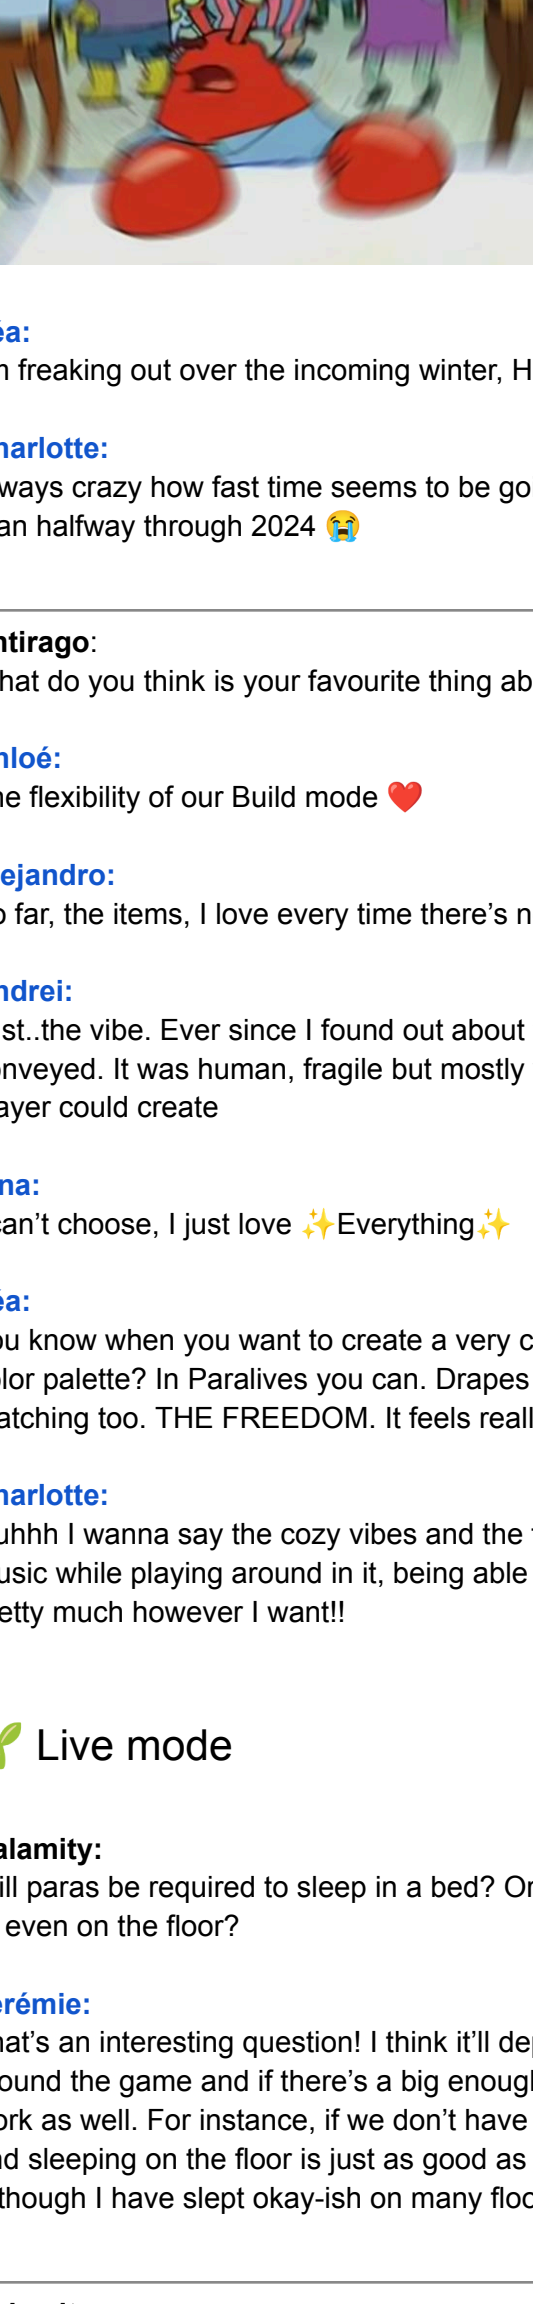 éa:
freaking out over the incoming winter, H
harlotte:
ways crazy how fast time seems to be go
an halfway through 2024 😭
ntirago:
hat do you think is your favourite thing ab
hloé:
he flexibility of our Build mode ❤️
ejandro:
o far, the items, I love every time there's n
ndrei:
st..the vibe. Ever since I found out about
onveyed. It was human, fragile but mostly
ayer could create
na:
can't choose, I just love ✨Everything✨
éa:
ou know when you want to create a very c
olor palette? In Paralives you can. Drapes
atching too. THE FREEDOM. It feels reall
harlotte:
uhhh I wanna say the cozy vibes and the
usic while playing around in it, being able
etty much however I want!!
🌱 Live mode
alamity:
ill paras be required to sleep in a bed? Or
even on the floor?
érémie:
hat's an interesting question! I think it'll de
ound the game and if there's a big enough
ork as well. For instance, if we don't have
nd sleeping on the floor is just as good as
though I have slept okay-ish on many floo